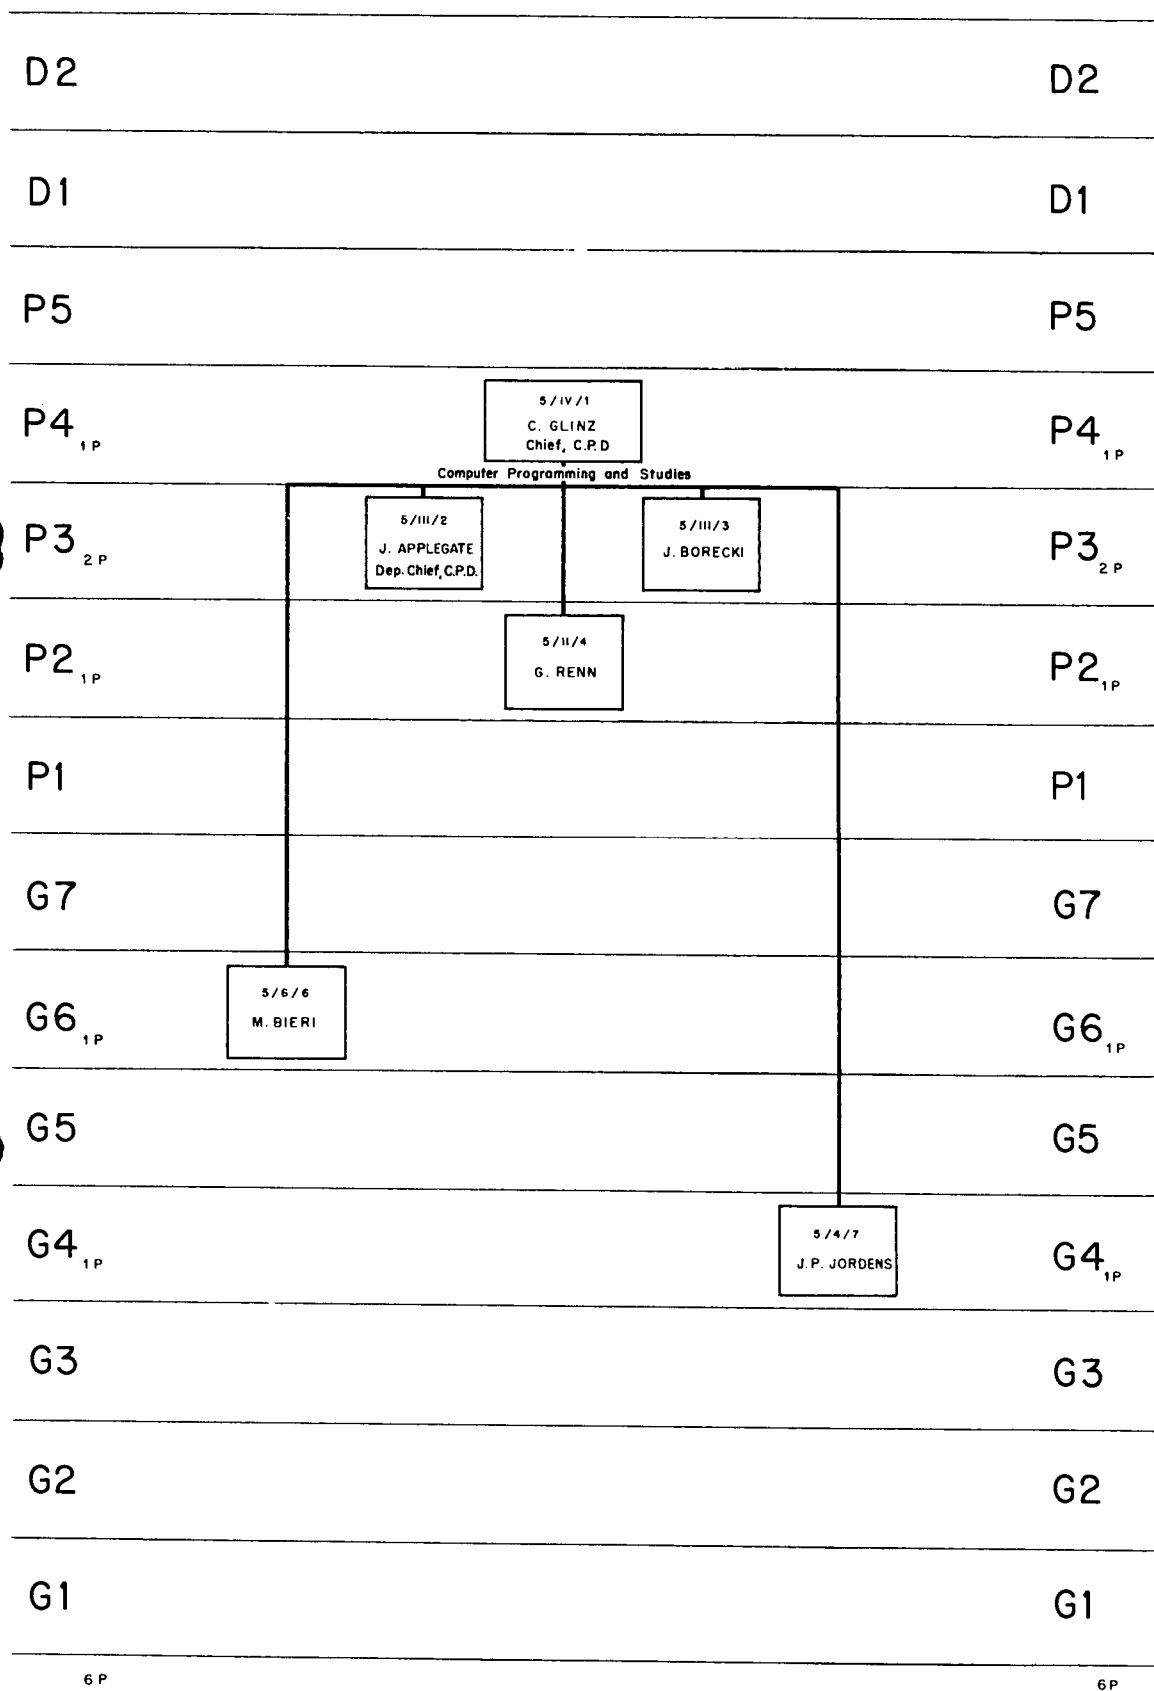 D2 D2
D1 D1
P5 P5
5/IV/1
C. GLINZ
Chief, C.P.D
P4 1P P4 1P
Computer Programming and Studies
5/III/2 5/III/3
J. APPLEGATE J. BORECKI
Dep. Chief, C.P.D.
P3 2P P3 2P
5/II/4
G. RENN
P2 1P P2 1P
P1 P1
G7 G7
5/6/6
M. BIERI
G6 1P G6 1P
G5 G5
5/4/7
J.P. JORDENS
G4 1P G4 1P
G3 G3
G2 G2
G1 G1
6P 6P